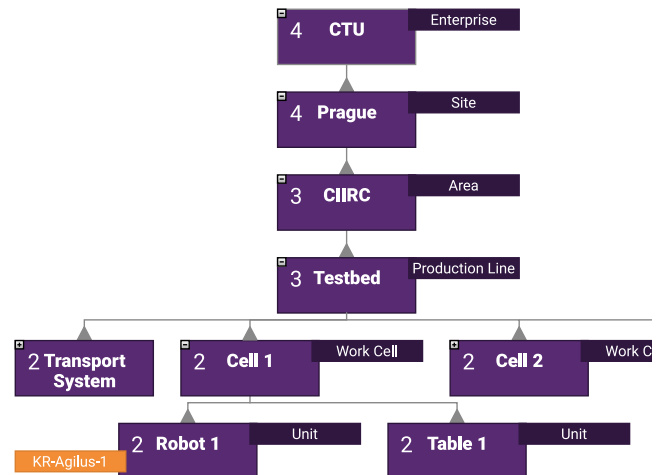 4 CTU Enterprise
4 Prague Site
3 CIIRC Area
3 Testbed Production Line
2 Transport System
2 Cell 1 Work Cell
2 Cell 2 Work C
2 Robot 1 Unit
KR-Agilus-1
2 Table 1 Unit